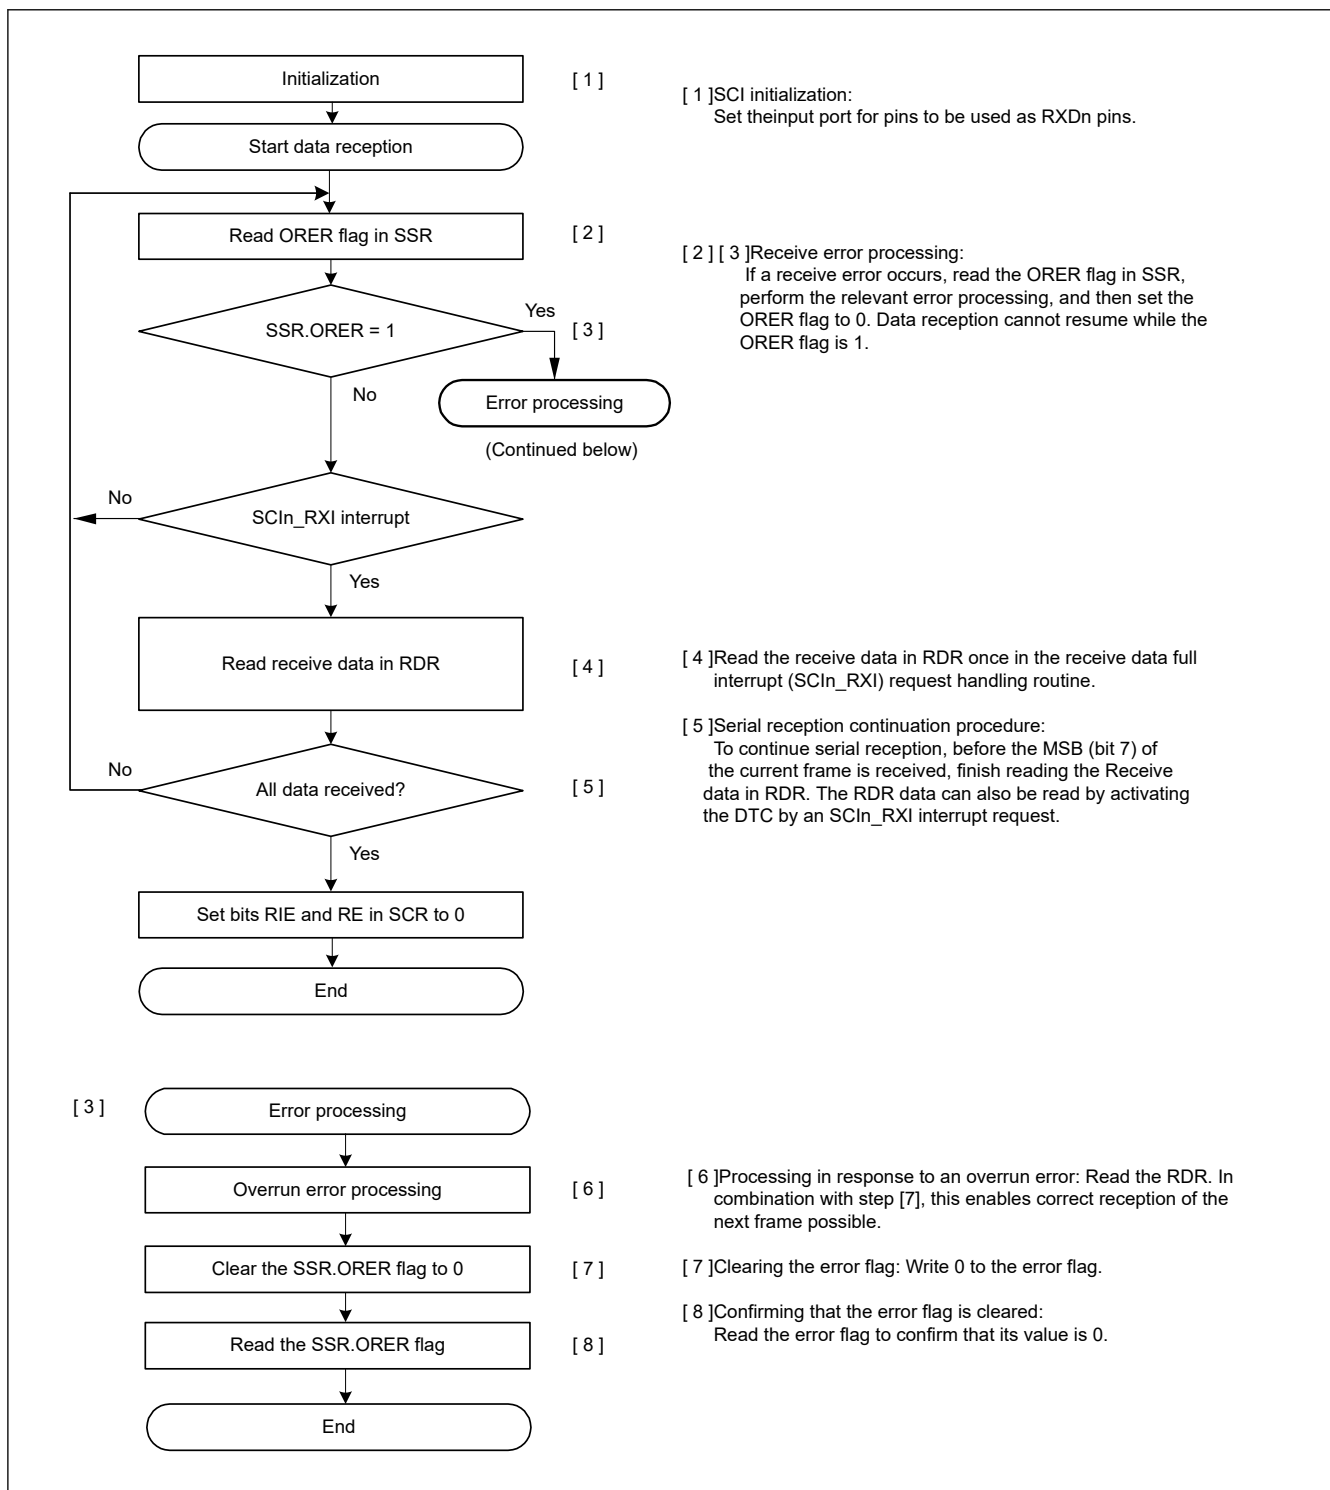 Initialization
[ 1 ]
[ 1 ]SCI initialization:
Set theinput port for pins to be used as RXDn pins.
Start data reception
Read ORER flag in SSR
[ 2 ]
[ 2 ] [ 3 ]Receive error processing:
If a receive error occurs, read the ORER flag in SSR,
perform the relevant error processing, and then set the
ORER flag to 0. Data reception cannot resume while the
ORER flag is 1.
SSR.ORER = 1
Yes
[ 3 ]
No
Error processing
(Continued below)
SCIn_RXI interrupt
No
Yes
Read receive data in RDR
[ 4 ]
[ 4 ]Read the receive data in RDR once in the receive data full
interrupt (SCIn_RXI) request handling routine.
[ 5 ]Serial reception continuation procedure:
To continue serial reception, before the MSB (bit 7) of
the current frame is received, finish reading the Receive
data in RDR. The RDR data can also be read by activating
the DTC by an SCIn_RXI interrupt request.
No
All data received?
[ 5 ]
Yes
Set bits RIE and RE in SCR to 0
End
[ 3 ]
Error processing
Overrun error processing
[ 6 ]
[ 6 ]Processing in response to an overrun error: Read the RDR. In
combination with step [7], this enables correct reception of the
next frame possible.
Clear the SSR.ORER flag to 0
[ 7 ]
[ 7 ]Clearing the error flag: Write 0 to the error flag.
Read the SSR.ORER flag
[ 8 ]
[ 8 ]Confirming that the error flag is cleared:
Read the error flag to confirm that its value is 0.
End